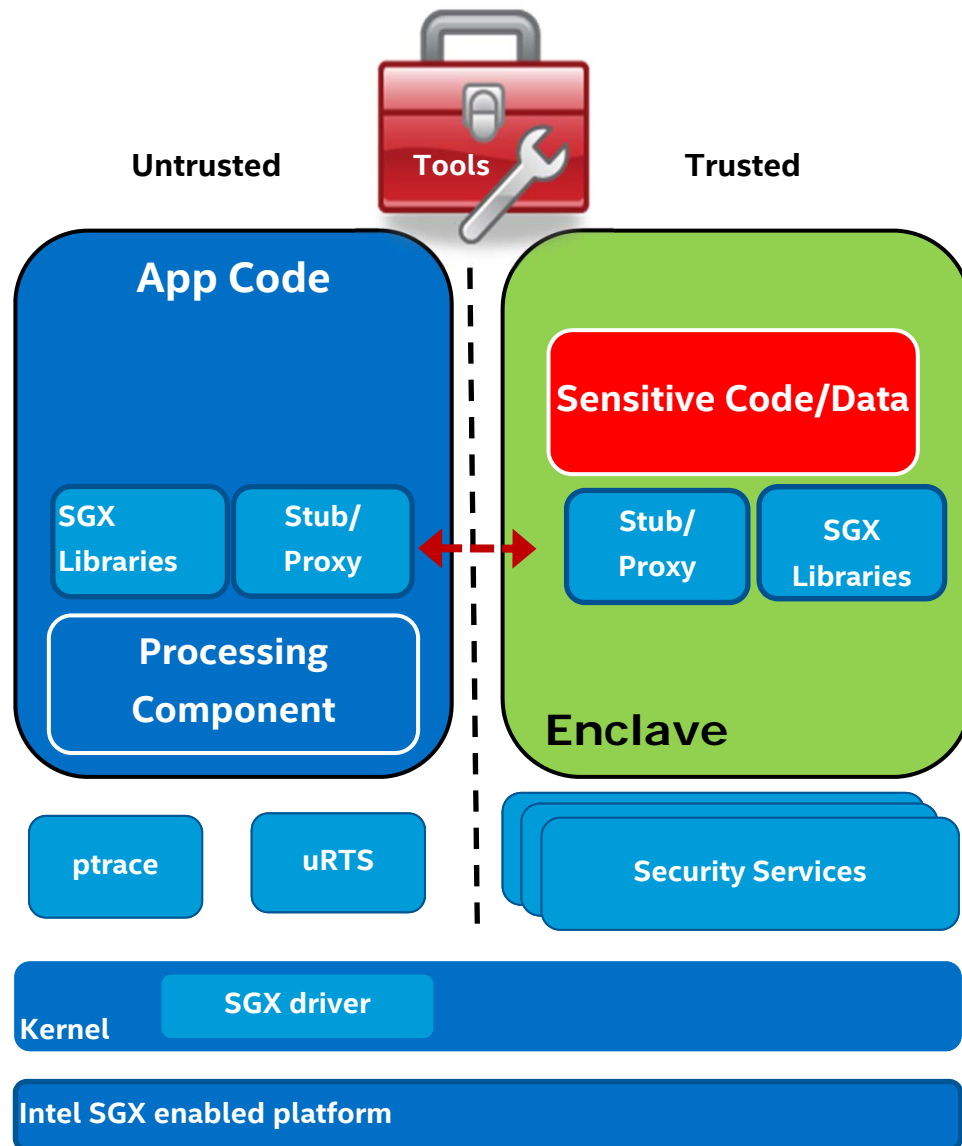 Untrusted
Tools
Trusted
App Code
SGX
Libraries
Stub/
Proxy
Processing
Component
Sensitive Code/Data
Stub/
Proxy
SGX
Libraries
Enclave
ptrace
uRTS
Security Services
SGX driver
Kernel
Intel SGX enabled platform